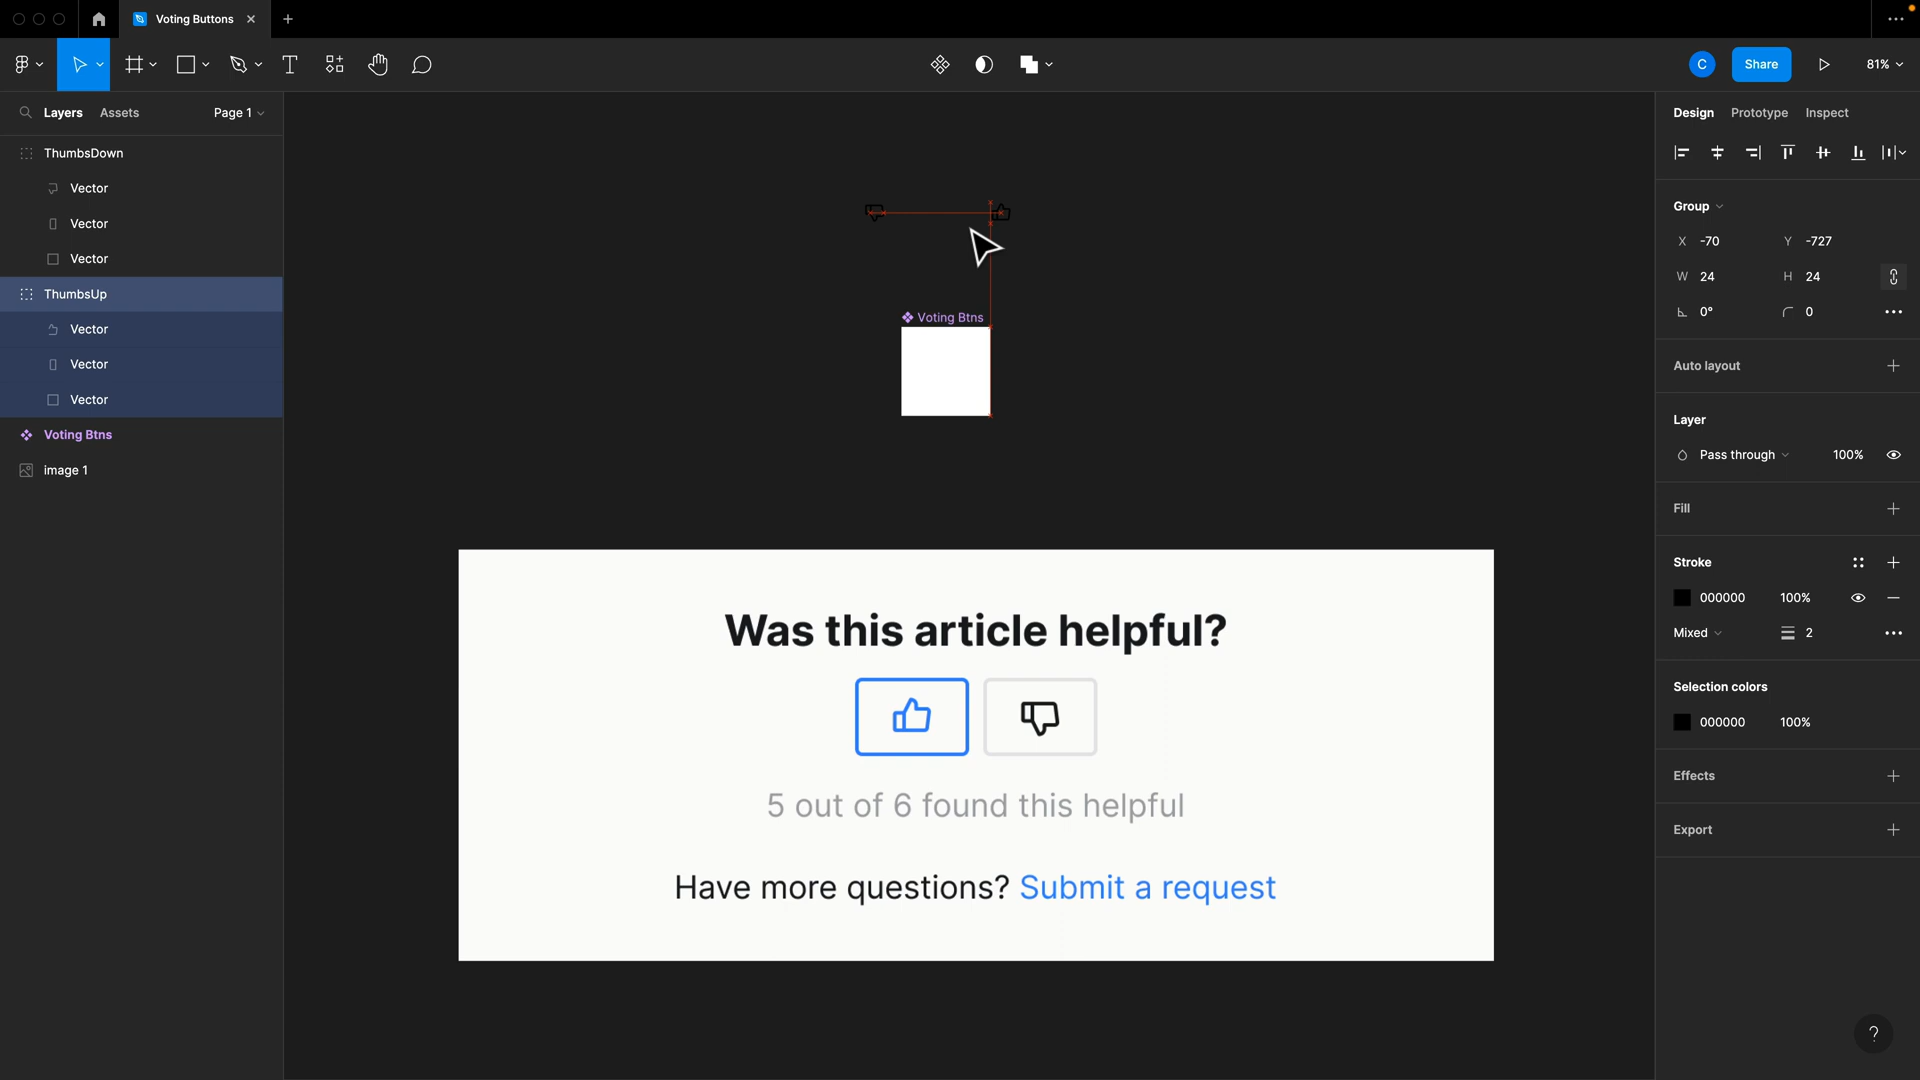 Voting Buttons
C
Share
81%
Layers
Assets
Page 1
ThumbsDown
Vector
Vector
Vector
ThumbsUp
Vector
Vector
Vector
Voting Btns
image 1
Voting Btns
Was this article helpful?
5 out of 6 found this helpful
Have more questions? Submit a request
Design
Prototype
Inspect
Group
X -70
Y -727
W 24
H 24
0°
0
Auto layout
Layer
Pass through
100%
Fill
Stroke
000000
100%
Mixed
2
Selection colors
000000
100%
Effects
Export
?